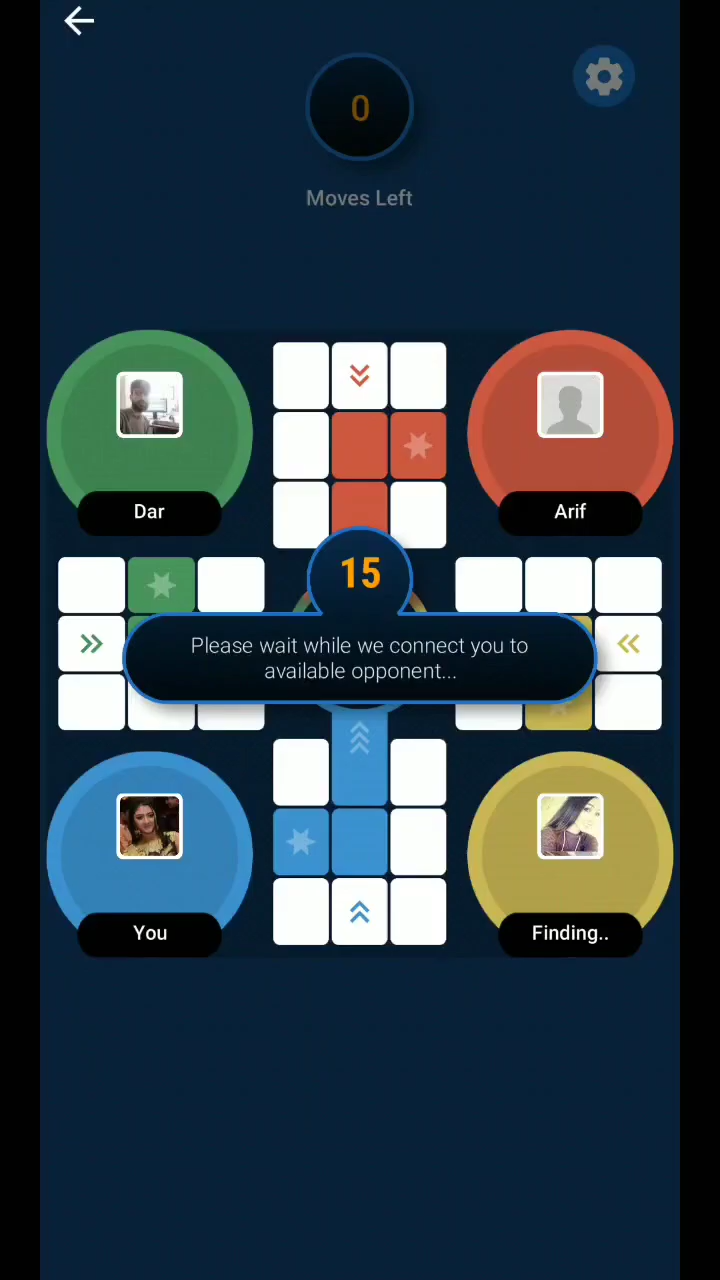 0
Moves Left
Dar
Arif
15
Please wait while we connect you to
available opponent...
You
Finding..